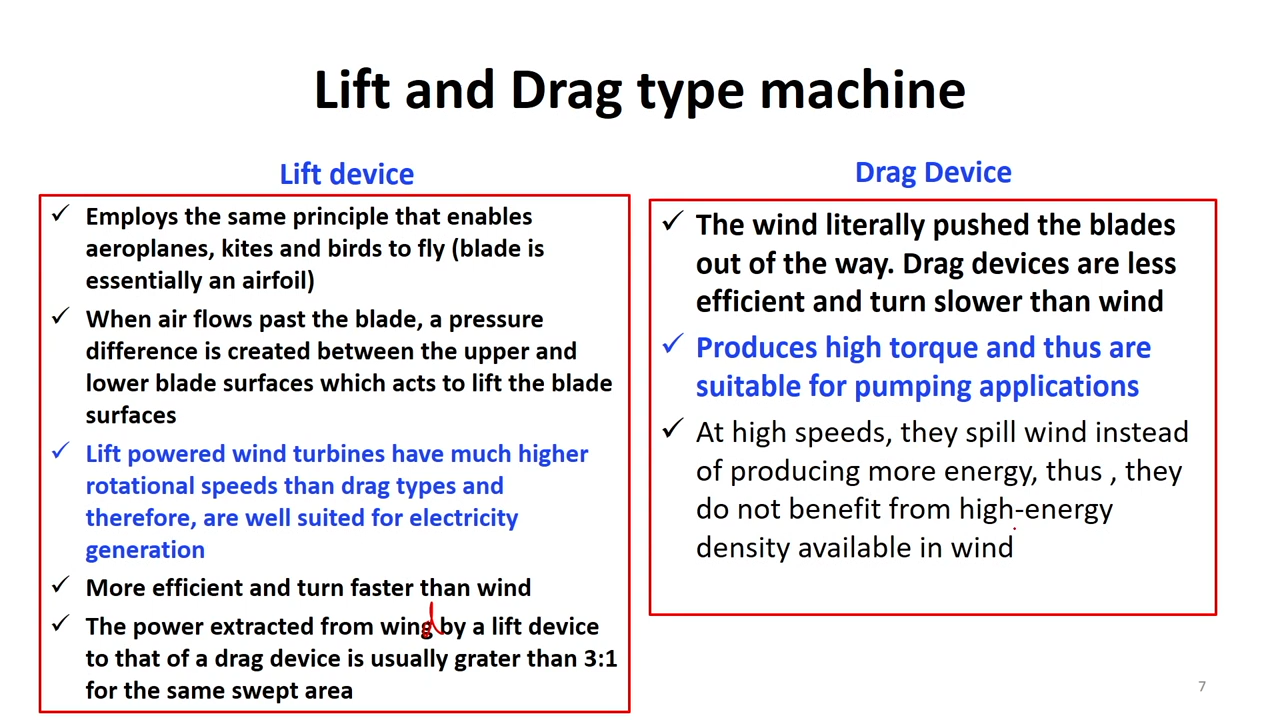 Lift and Drag type machine
Lift device
✓ Employs the same principle that enables
aeroplanes, kites and birds to fly (blade is
essentially an airfoil)
✓ When air flows past the blade, a pressure
difference is created between the upper and
lower blade surfaces which acts to lift the blade
surfaces
✓ Lift powered wind turbines have much higher
rotational speeds than drag types and
therefore, are well suited for electricity
generation
✓ More efficient and turn faster than wind
✓ The power extracted from wing by a lift device
d
to that of a drag device is usually grater than 3:1
for the same swept area
Drag Device
✓ The wind literally pushed the blades
out of the way. Drag devices are less
efficient and turn slower than wind
✓ Produces high torque and thus are
suitable for pumping applications
✓ At high speeds, they spill wind instead
of producing more energy, thus , they
do not benefit from high-energy
density available in wind
7